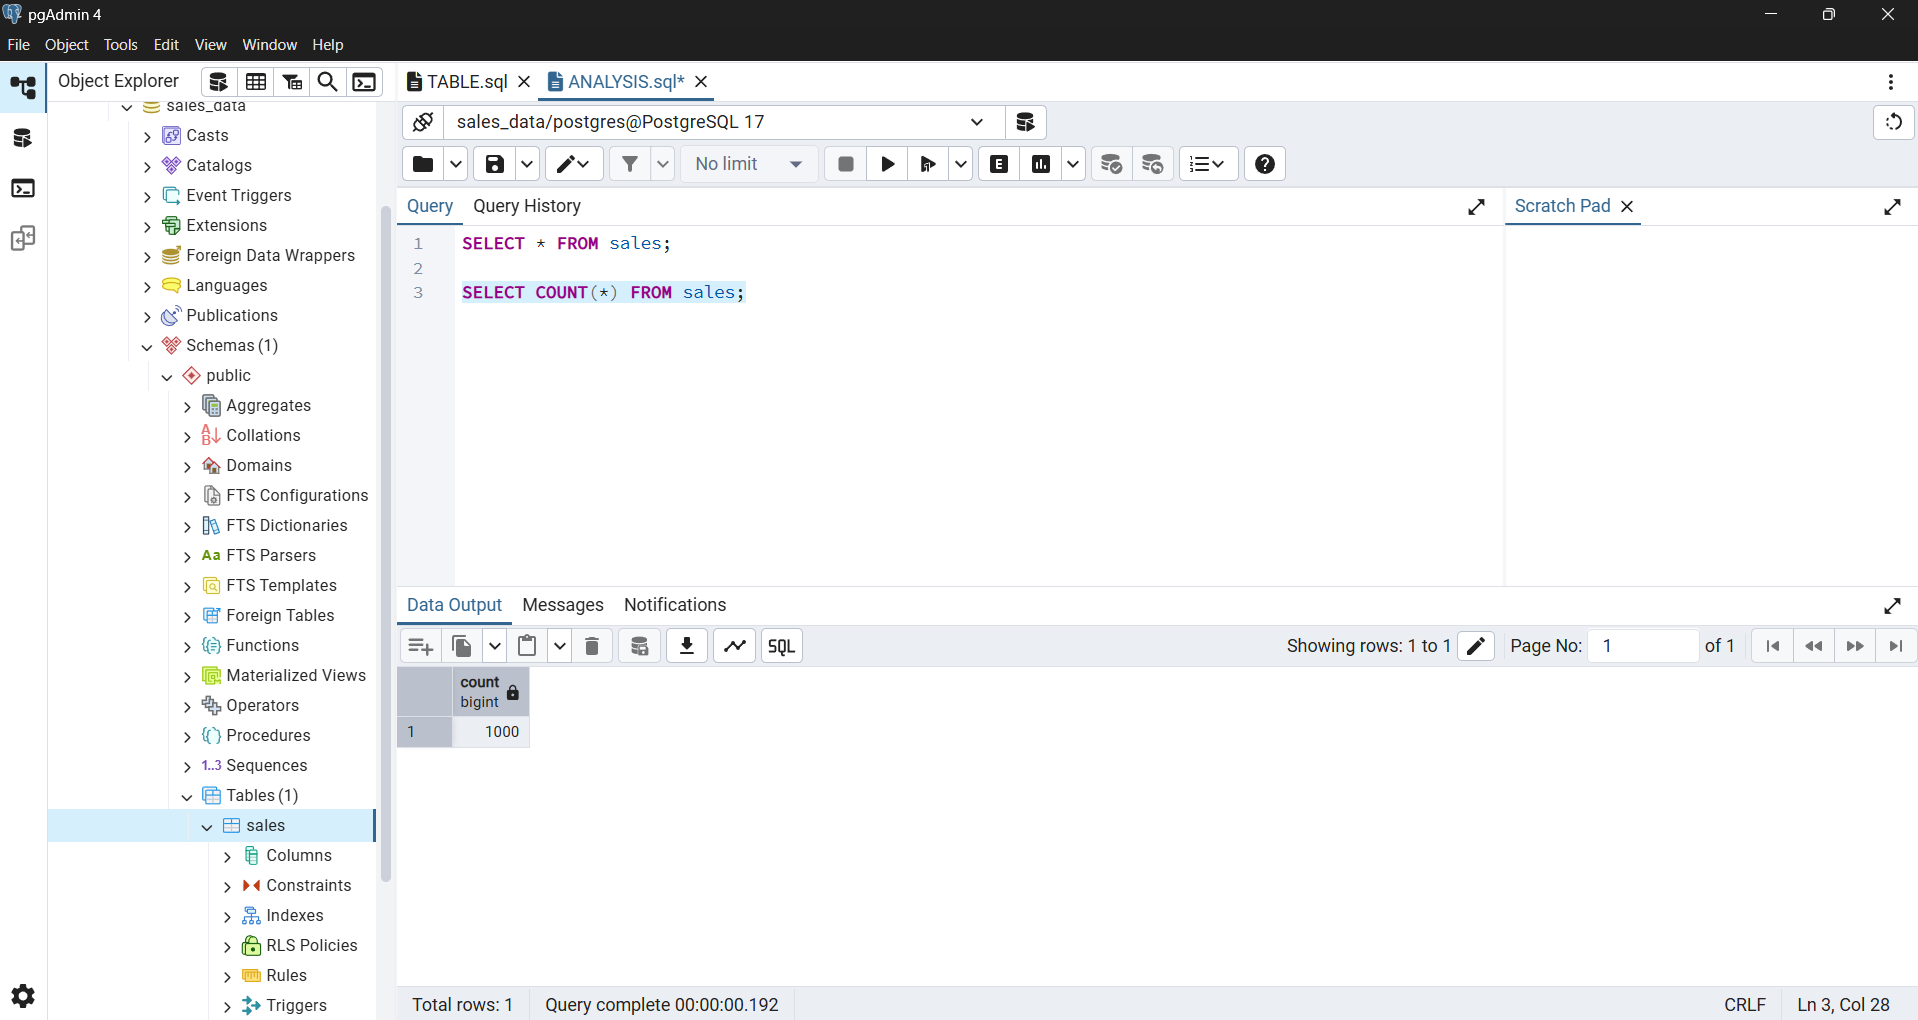 pgAdmin 4
File Object Tools Edit View Window Help
Object Explorer
sales_data
Casts
Catalogs
Event Triggers
Extensions
Foreign Data Wrappers
Languages
Publications
Schemas (1)
public
Aggregates
Collations
Domains
FTS Configurations
FTS Dictionaries
Aa FTS Parsers
FTS Templates
Foreign Tables
Functions
Materialized Views
Operators
Procedures
1..3 Sequences
Tables (1)
sales
Columns
Constraints
Indexes
RLS Policies
Rules
Triggers
TABLE.sql ANALYSIS.sql*
sales_data/postgres@PostgreSQL 17
No limit E
Query Query History
Scratch Pad
1 SELECT * FROM sales;
2
3 SELECT COUNT(*) FROM sales;
Data Output Messages Notifications
SQL Showing rows: 1 to 1 Page No: 1 of 1
count
bigint
1 1000
Total rows: 1 Query complete 00:00:00.192 CRLF Ln 3, Col 28